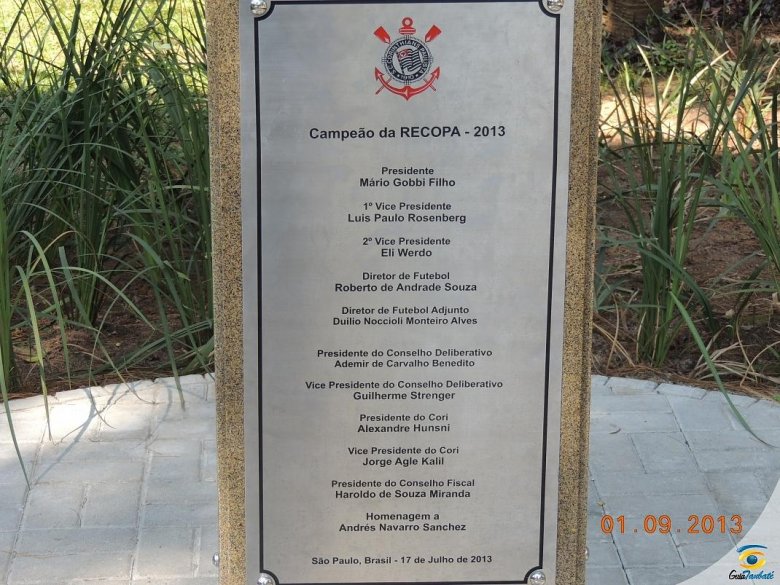 S.C. CORINTHIANS PAULISTA
1910
Campeão da RECOPA - 2013
Presidente
Mário Gobbi Filho
1º Vice Presidente
Luis Paulo Rosenberg
2º Vice Presidente
Eli Werdo
Diretor de Futebol
Roberto de Andrade Souza
Diretor de Futebol Adjunto
Duilio Noccioli Monteiro Alves
Presidente do Conselho Deliberativo
Ademir de Carvalho Benedito
Vice Presidente do Conselho Deliberativo
Guilherme Strenger
Presidente do Cori
Alexandre Hunsni
Vice Presidente do Cori
Jorge Agle Kalil
Presidente do Conselho Fiscal
Haroldo de Souza Miranda
Homenagem a
Andrés Navarro Sanchez
São Paulo, Brasil - 17 de Julho de 2013
01.09.2013
GuiaTaubaté